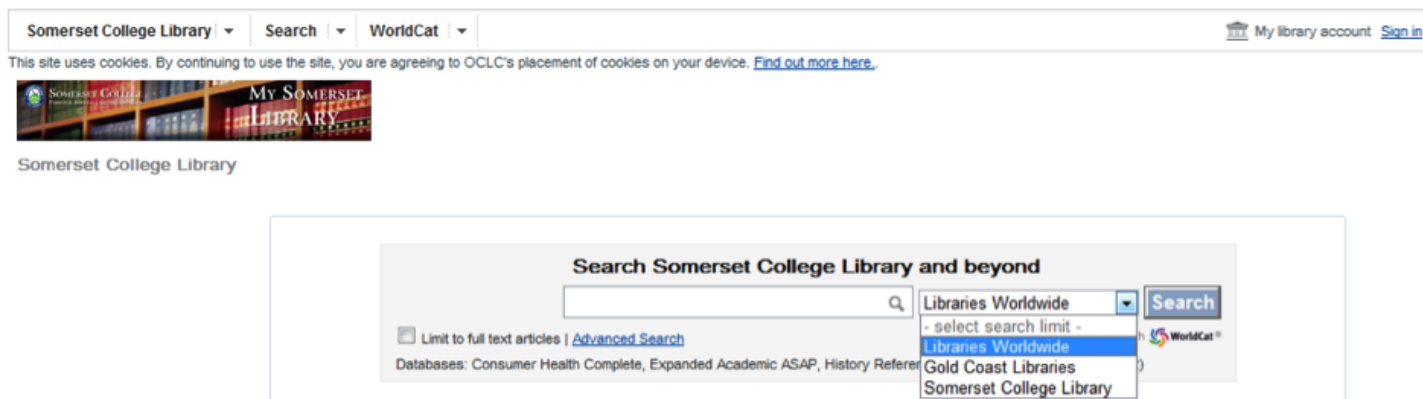 Somerset College Library Search WorldCat My library account Sign in
This site uses cookies. By continuing to use the site, you are agreeing to OCLC's placement of cookies on your device. Find out more here..
SOMERSET COLLEGE
MY SOMERSET
LIBRARY
Somerset College Library
Search Somerset College Library and beyond
Libraries Worldwide Search
- select search limit -
Limit to full text articles | Advanced Search h WorldCat®
Libraries Worldwide
Databases: Consumer Health Complete, Expanded Academic ASAP, History Referen
Gold Coast Libraries
Somerset College Library